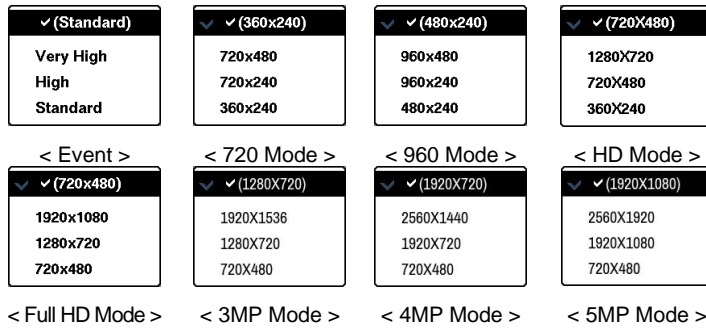 ✓(Standard)
Very High
High
Standard
< Event >
✓(360x240)
720x480
720x240
360x240
< 720 Mode >
✓(480x240)
960x480
960x240
480x240
< 960 Mode >
✓(720X480)
1280X720
720X480
360X240
< HD Mode >
✓(720x480)
1920x1080
1280x720
720x480
< Full HD Mode >
✓(1280X720)
1920X1536
1280X720
720X480
< 3MP Mode >
✓(1920X720)
2560X1440
1920X720
720X480
< 4MP Mode >
✓(1920X1080)
2560X1920
1920X1080
720X480
< 5MP Mode >